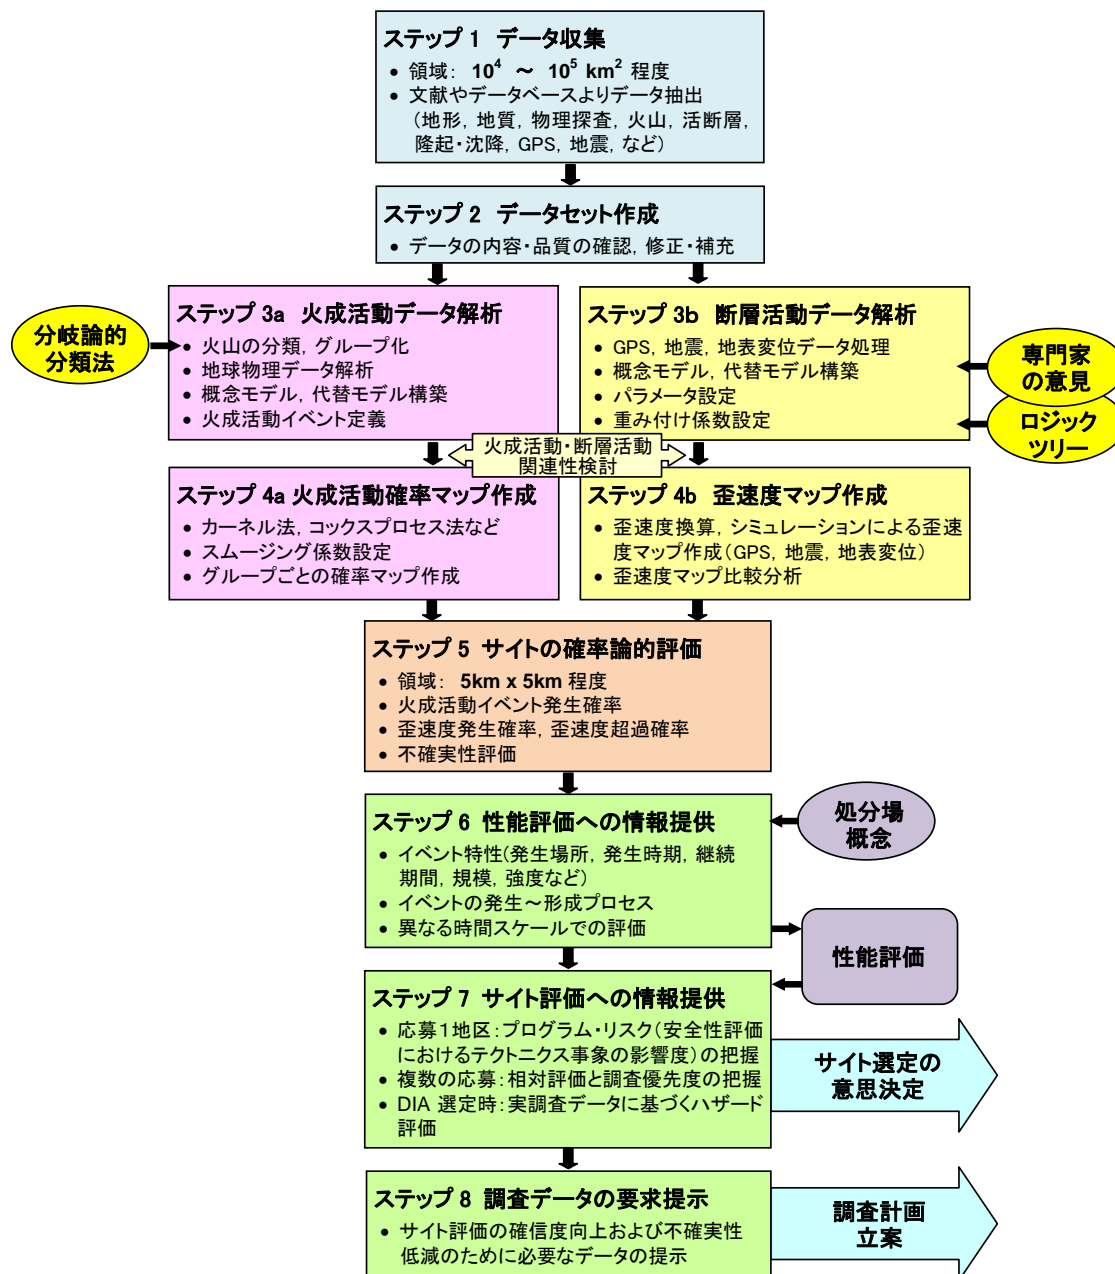 ステップ 1 データ収集
• 領域： 10⁴ ～ 10⁵ km² 程度
• 文献やデータベースよりデータ抽出
（地形，地質，物理探査，火山，活断層，
隆起・沈降，GPS，地震，など）
ステップ 2 データセット作成
• データの内容・品質の確認，修正・補充
分岐論的
分類法
ステップ 3a 火成活動データ解析
• 火山の分類，グループ化
• 地球物理データ解析
• 概念モデル，代替モデル構築
• 火成活動イベント定義
ステップ 3b 断層活動データ解析
• GPS，地震，地表変位データ処理
• 概念モデル，代替モデル構築
• パラメータ設定
• 重み付け係数設定
専門家
の意見
ロジック
ツリー
火成活動・断層活動
関連性検討
ステップ 4a 火成活動確率マップ作成
• カーネル法，コックスプロセス法など
• スムージング係数設定
• グループごとの確率マップ作成
ステップ 4b 歪速度マップ作成
• 歪速度換算，シミュレーションによる歪速
度マップ作成（GPS，地震，地表変位）
• 歪速度マップ比較分析
ステップ 5 サイトの確率論的評価
• 領域： 5km x 5km 程度
• 火成活動イベント発生確率
• 歪速度発生確率，歪速度超過確率
• 不確実性評価
ステップ 6 性能評価への情報提供
• イベント特性（発生場所，発生時期，継続
期間，規模，強度など）
• イベントの発生～形成プロセス
• 異なる時間スケールでの評価
処分場
概念
性能評価
ステップ 7 サイト評価への情報提供
• 応募１地区：プログラム・リスク（安全性評価
におけるテクトニクス事象の影響度）の把握
• 複数の応募：相対評価と調査優先度の把握
• DIA 選定時：実調査データに基づくハザード
評価
サイト選定の
意思決定
ステップ 8 調査データの要求提示
• サイト評価の確信度向上および不確実性
低減のために必要なデータの提示
調査計画
立案